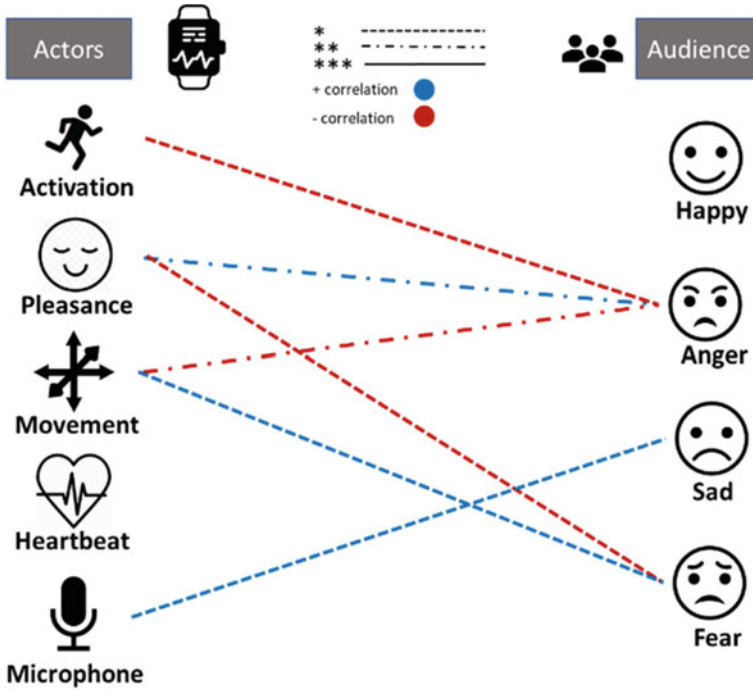 Actors
*
**
***
+ correlation
- correlation
Audience
Activation
Pleasance
Movement
Heartbeat
Microphone
Happy
Anger
Sad
Fear